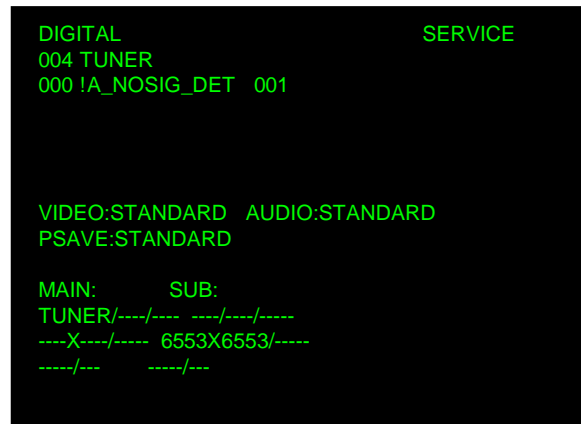 DIGITAL SERVICE
004 TUNER
000 !A_NOSIG_DET 001
VIDEO:STANDARD AUDIO:STANDARD
PSAVE:STANDARD
MAIN: SUB:
TUNER/----/---- ----/----/-----
----X----/----- 6553X6553/-----
-----/--- -----/---